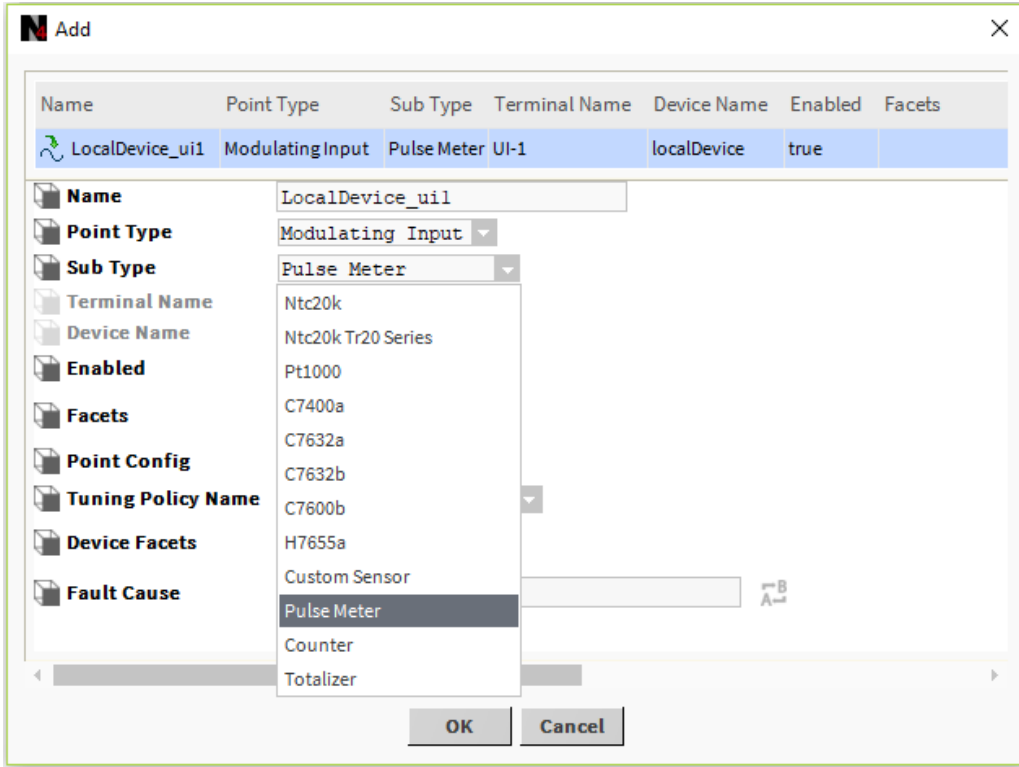 Add
Name Point Type Sub Type Terminal Name Device Name Enabled Facets
LocalDevice_ui1 Modulating Input Pulse Meter UI-1 localDevice true
Name LocalDevice_ui1
Point Type Modulating Input
Sub Type Pulse Meter
Terminal Name Ntc20k
Device Name Ntc20k Tr20 Series
Enabled Pt1000
Facets C7400a
C7632a
Point Config C7632b
Tuning Policy Name C7600b
Device Facets H7655a
Custom Sensor
Fault Cause Pulse Meter
Counter
Totalizer
OK Cancel